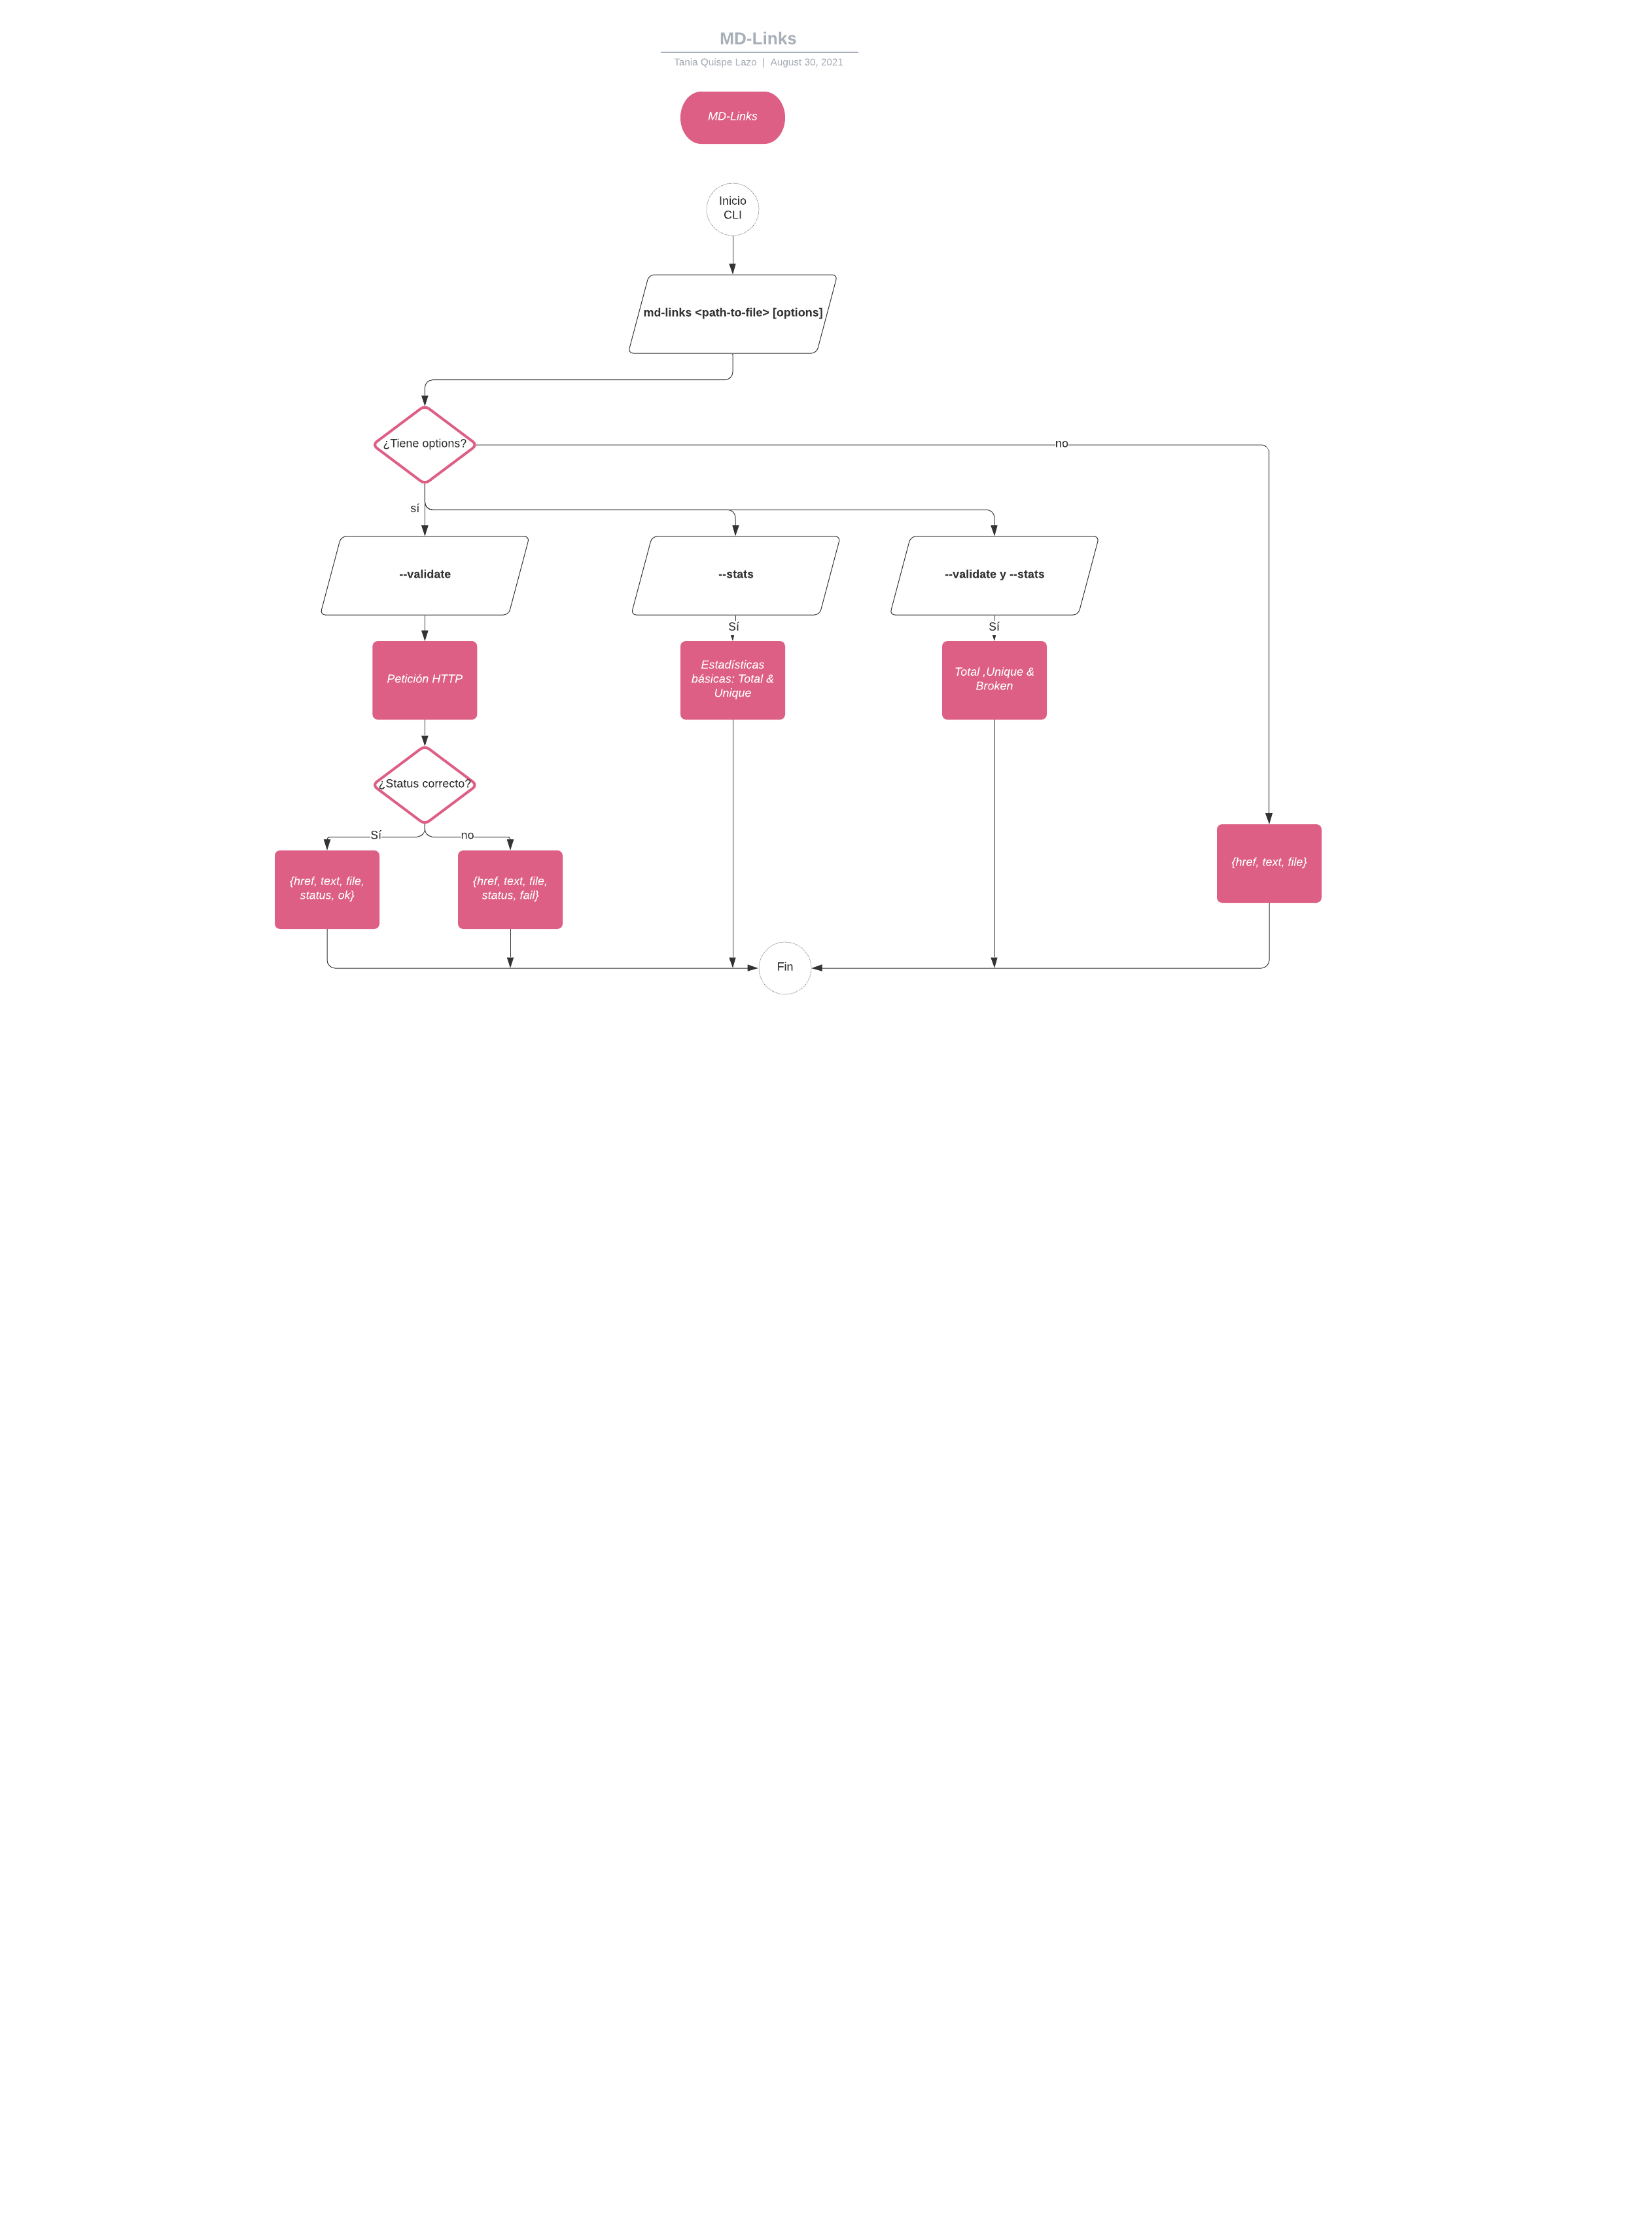 MD-Links
Tania Quispe Lazo | August 30, 2021
MD-Links
Inicio
CLI
md-links <path-to-file> [options]
¿Tiene options?
no
sí
--validate
--stats
--validate y --stats
Sí
Sí
Petición HTTP
Estadísticas
básicas: Total &
Unique
Total ,Unique &
Broken
¿Status correcto?
Sí
no
{href, text, file,
status, ok}
{href, text, file,
status, fail}
{href, text, file}
Fin